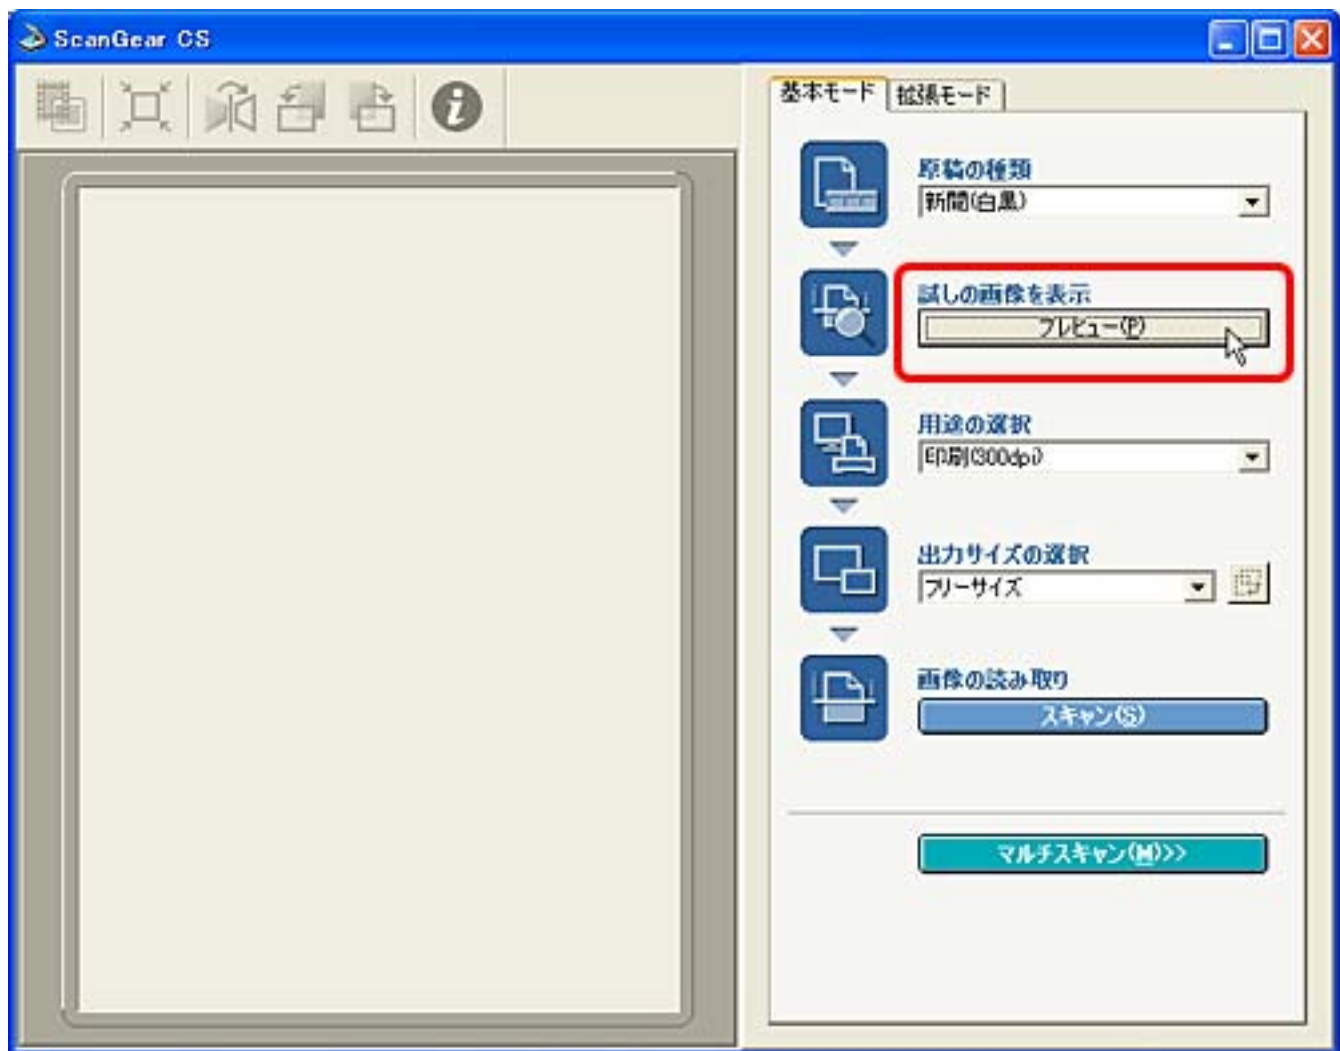 ScanGear CS
基本モード
拡張モード
原稿の種類
新聞(白黒)
試しの画像を表示
プレビュー(P)
用途の選択
印刷(300dpi)
出力サイズの選択
フリーサイズ
画像の読み取り
スキャン(S)
マルチスキャン(M)>>